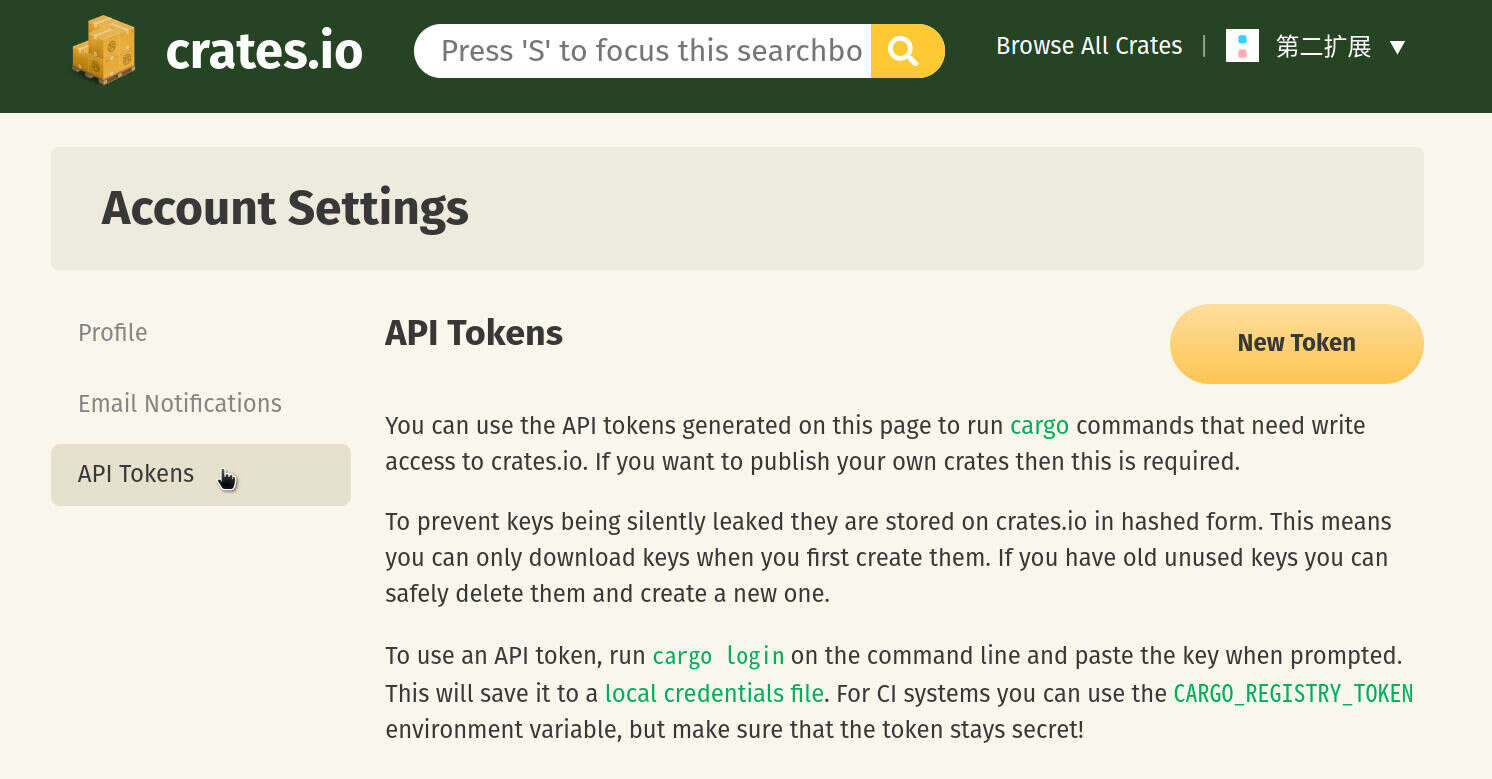 crates.io
Press 'S' to focus this searchbo
Browse All Crates | 第二扩展 ▼
Account Settings
Profile
Email Notifications
API Tokens
API Tokens
New Token
You can use the API tokens generated on this page to run cargo commands that need write
access to crates.io. If you want to publish your own crates then this is required.
To prevent keys being silently leaked they are stored on crates.io in hashed form. This means
you can only download keys when you first create them. If you have old unused keys you can
safely delete them and create a new one.
To use an API token, run cargo login on the command line and paste the key when prompted.
This will save it to a local credentials file. For CI systems you can use the CARGO_REGISTRY_TOKEN
environment variable, but make sure that the token stays secret!